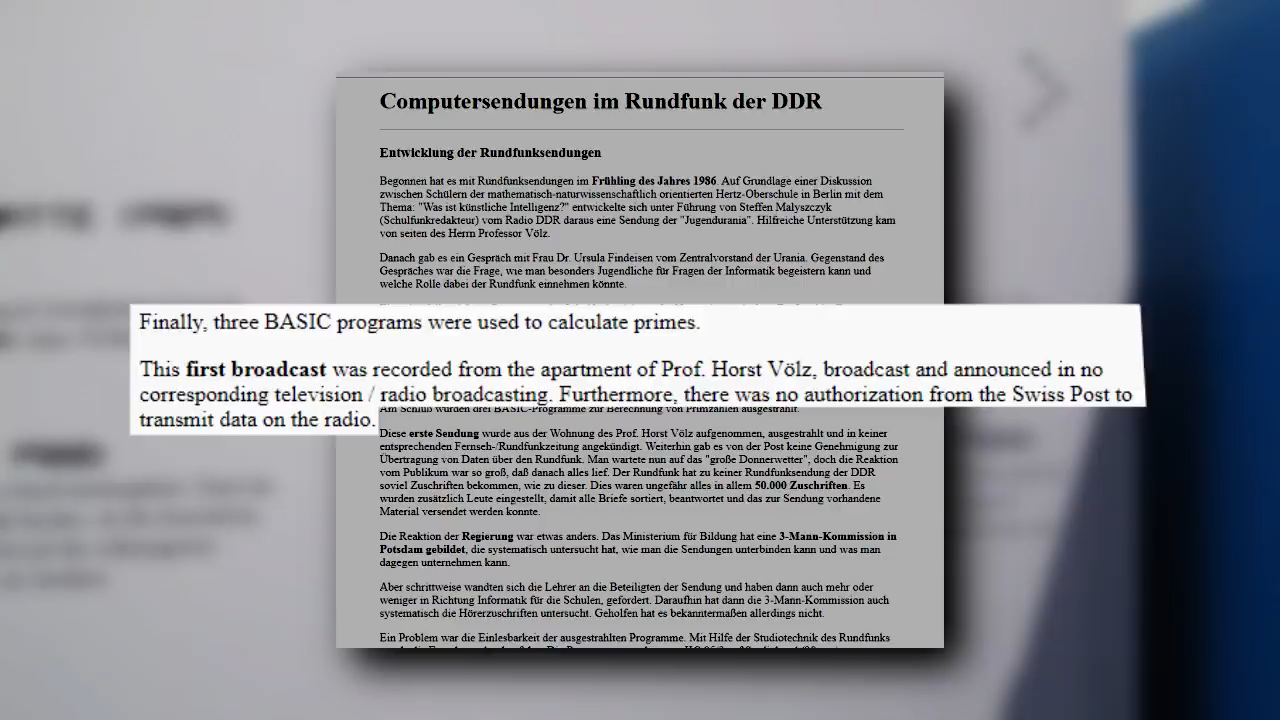 Computersendungen im Rundfunk der DDR
Entwicklung der Rundfunksendungen
Begonnen hat es mit Rundfunksendungen im Frühling des Jahres 1986. Auf Grundlage einer Diskussion
zwischen Schülern der mathematisch-naturwissenschaftlich orientierten Hertz-Oberschule in Berlin mit dem
Thema: "Was ist künstliche Intelligenz?" entwickelte sich unter Führung von Steffen Malyszczyk
(Schulfunkredakteur) vom Radio DDR daraus eine Sendung der "Jugendurania". Hilfreiche Unterstützung kam
von seiten des Herrn Professor Völz.
Danach gab es ein Gespräch mit Frau Dr. Ursula Findeisen vom Zentralvorstand der Urania. Gegenstand des
Gespräches war die Frage, wie man besonders Jugendliche für Fragen der Informatik begeistern kann und
welche Rolle dabei der Rundfunk einnehmen könnte.
Finally, three BASIC programs were used to calculate primes.
This first broadcast was recorded from the apartment of Prof. Horst Völz, broadcast and announced in no
corresponding television / radio broadcasting. Furthermore, there was no authorization from the Swiss Post to
transmit data on the radio.
Am Schluß wurden drei BASIC-Programme zur Berechnung von Primzahlen ausgestrahlt.
Diese erste Sendung wurde aus der Wohnung des Prof. Horst Völz aufgenommen, ausgestrahlt und in keiner
entsprechenden Fernseh-/Rundfunkzeitung angekündigt. Weiterhin gab es von der Post keine Genehmigung zur
Übertragung von Daten über den Rundfunk. Man wartete nun auf das "große Donnerwetter", doch die Reaktion
vom Publikum war so groß, daß danach alles lief. Der Rundfunk hat zu keiner Rundfunksendung der DDR
soviel Zuschriften bekommen, wie zu dieser. Dies waren ungefähr alles in allem 50.000 Zuschriften. Es
wurden zusätzlich Leute eingestellt, damit alle Briefe sortiert, beantwortet und das zur Sendung vorhandene
Material versendet werden konnte.
Die Reaktion der Regierung war etwas anders. Das Ministerium für Bildung hat eine 3-Mann-Kommission in
Potsdam gebildet, die systematisch untersucht hat, wie man die Sendungen unterbinden kann und was man
dagegen unternehmen kann.
Aber schrittweise wandten sich die Lehrer an die Beteiligten der Sendung und haben dann auch mehr oder
weniger in Richtung Informatik für die Schulen, gefordert. Daraufhin hat dann die 3-Mann-Kommission auch
systematisch die Hörerzuschriften untersucht. Geholfen hat es bekanntermaßen allerdings nicht.
Ein Problem war die Einlesbarkeit der ausgestrahlten Programme. Mit Hilfe der Studiotechnik des Rundfunks